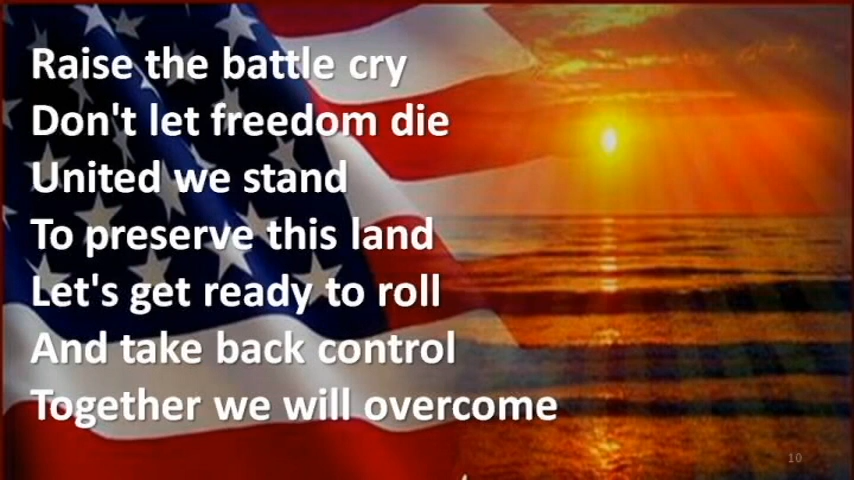 Raise the battle cry
Don't let freedom die
United we stand
To preserve this land
Let's get ready to roll
And take back control
Together we will overcome
10